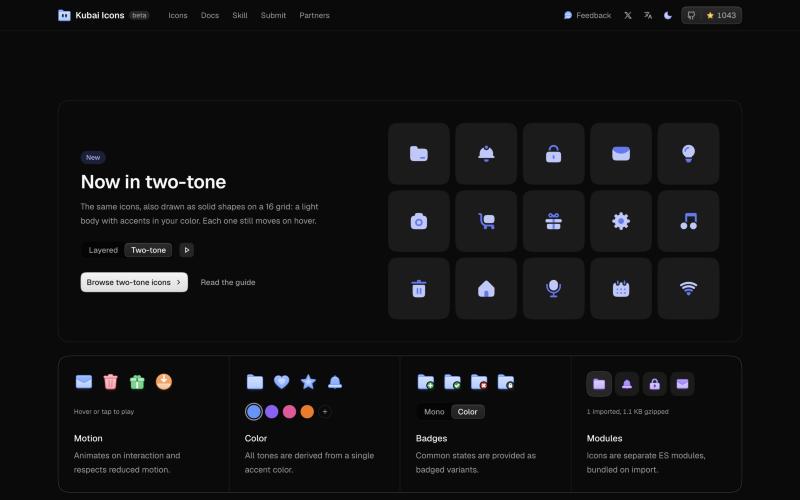 Kubai Icons beta Icons Docs Skill Submit Partners Feedback 1043
New
Now in two-tone
The same icons, also drawn as solid shapes on a 16 grid: a light
body with accents in your color. Each one still moves on hover.
Layered Two-tone
Browse two-tone icons Read the guide
Hover or tap to play
Motion
Animates on interaction and
respects reduced motion.
Color
All tones are derived from a single
accent color.
Mono Color
Badges
Common states are provided as
badged variants.
1 imported, 1.1 KB gzipped
Modules
Icons are separate ES modules,
bundled on import.